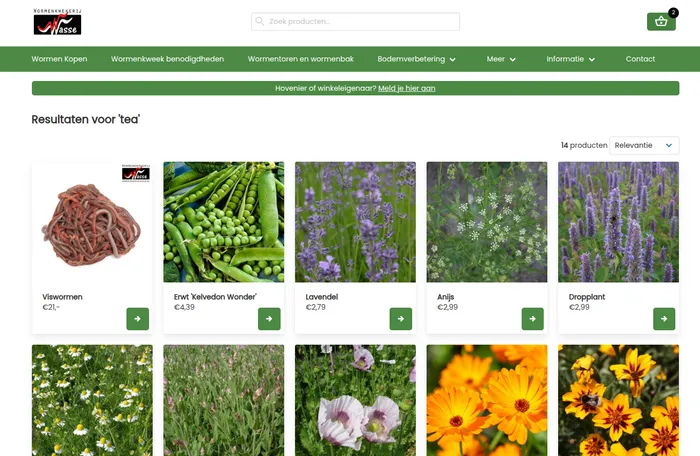 WORMENKWEKERIJ
Wasse
Zoek producten...
2
Wormen Kopen
Wormenkweek benodigdheden
Wormentoren en wormenbak
Bodemverbetering
Meer
Informatie
Contact
Hovenier of winkeleigenaar? Meld je hier aan
Resultaten voor 'tea'
14 producten
Relevantie
WORMENKWEKERIJ
Wasse
Viswormen
€21,-
Erwt 'Kelvedon Wonder'
€4,39
Lavendel
€2,79
Anijs
€2,99
Dropplant
€2,99